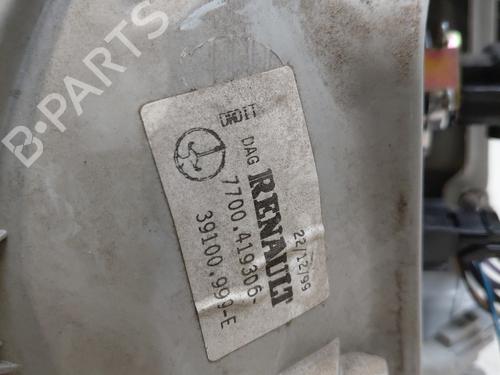 B-PARTS
DROIT
DAG
RENAULT
22/12/99
7700.419306-
39100.999-E